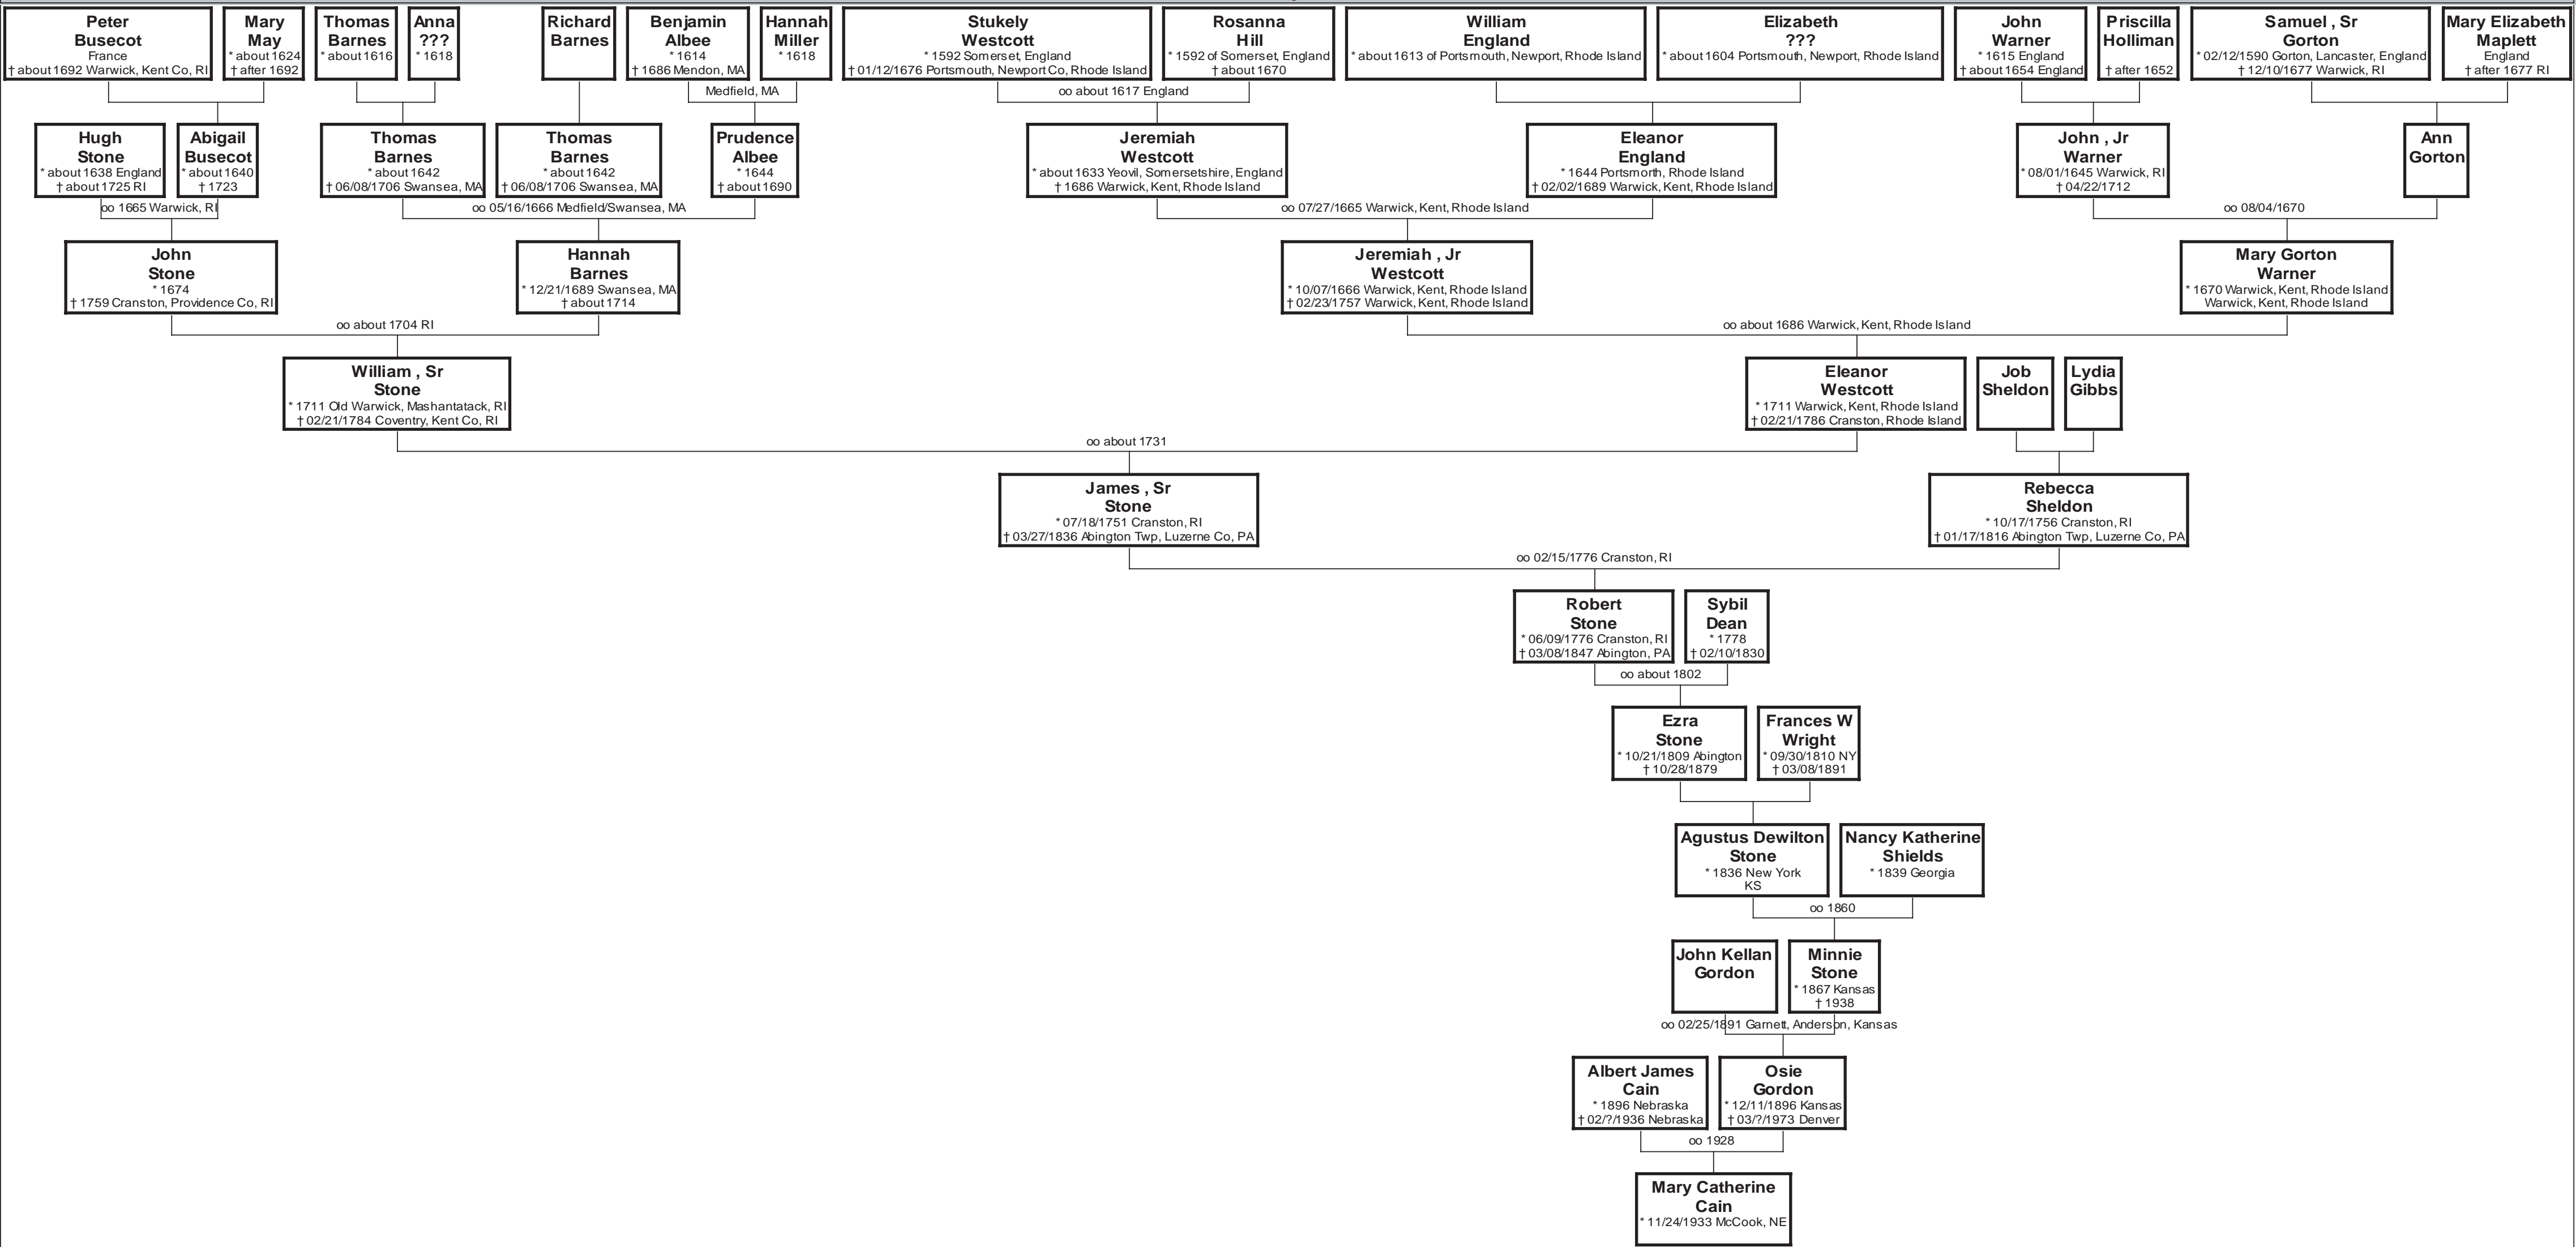 Peter
Busecot
France
† about 1692 Warwick, Kent Co, RI
Mary
May
* about 1624
† after 1692
Thomas
Barnes
* about 1616
Anna
???
* 1618
Richard
Barnes
Benjamin
Albee
* 1614
† 1686 Mendon, MA
Hannah
Miller
* 1618
Stukely
Westcott
* 1592 Somerset, England
† 01/12/1676 Portsmouth, Newport Co, Rhode Island
Rosanna
Hill
* 1592 of Somerset, England
† about 1670
William
England
* about 1613 of Portsmouth, Newport, Rhode Island
Elizabeth
???
* about 1604 Portsmouth, Newport, Rhode Island
John
Warner
* 1615 England
† about 1654 England
Priscilla
Holliman
† after 1652
Samuel , Sr
Gorton
* 02/12/1590 Gorton, Lancaster, England
† 12/10/1677 Warwick, RI
Mary Elizabeth
Maplett
England
† after 1677 RI
Medfield, MA
oo about 1617 England
Hugh
Stone
* about 1638 England
† about 1725 RI
Abigail
Busecot
* about 1640
† 1723
Thomas
Barnes
* about 1642
† 06/08/1706 Swansea, MA
Thomas
Barnes
* about 1642
† 06/08/1706 Swansea, MA
Prudence
Albee
* 1644
† about 1690
Jeremiah
Westcott
* about 1633 Yeovil, Somersetshire, England
† 1686 Warwick, Kent, Rhode Island
Eleanor
England
* 1644 Portsmorth, Rhode Island
† 02/02/1689 Warwick, Kent, Rhode Island
John , Jr
Warner
* 08/01/1645 Warwick, RI
† 04/22/1712
Ann
Gorton
oo 1665 Warwick, RI
oo 05/16/1666 Medfield/Swansea, MA
oo 07/27/1665 Warwick, Kent, Rhode Island
oo 08/04/1670
John
Stone
* 1674
† 1759 Cranston, Providence Co, RI
Hannah
Barnes
* 12/21/1689 Swansea, MA
† about 1714
Jeremiah , Jr
Westcott
* 10/07/1666 Warwick, Kent, Rhode Island
† 02/23/1757 Warwick, Kent, Rhode Island
Mary Gorton
Warner
* 1670 Warwick, Kent, Rhode Island
Warwick, Kent, Rhode Island
oo about 1704 RI
oo about 1686 Warwick, Kent, Rhode Island
William , Sr
Stone
* 1711 Old Warwick, Mashantatack, RI
† 02/21/1784 Coventry, Kent Co, RI
Eleanor
Westcott
* 1711 Warwick, Kent, Rhode Island
† 02/21/1786 Cranston, Rhode Island
Job
Sheldon
Lydia
Gibbs
oo about 1731
James , Sr
Stone
* 07/18/1751 Cranston, RI
† 03/27/1836 Abington Twp, Luzerne Co, PA
Rebecca
Sheldon
* 10/17/1756 Cranston, RI
† 01/17/1816 Abington Twp, Luzerne Co, PA
oo 02/15/1776 Cranston, RI
Robert
Stone
* 06/09/1776 Cranston, RI
† 03/08/1847 Abington, PA
Sybil
Dean
* 1778
† 02/10/1830
oo about 1802
Ezra
Stone
* 10/21/1809 Abington
† 10/28/1879
Frances W
Wright
* 09/30/1810 NY
† 03/08/1891
Agustus Dewilton
Stone
* 1836 New York
KS
Nancy Katherine
Shields
* 1839 Georgia
oo 1860
John Kellan
Gordon
Minnie
Stone
* 1867 Kansas
† 1938
oo 02/25/1891 Garnett, Anderson, Kansas
Albert James
Cain
* 1896 Nebraska
† 02/?/1936 Nebraska
Osie
Gordon
* 12/11/1896 Kansas
† 03/?/1973 Denver
oo 1928
Mary Catherine
Cain
* 11/24/1933 McCook, NE